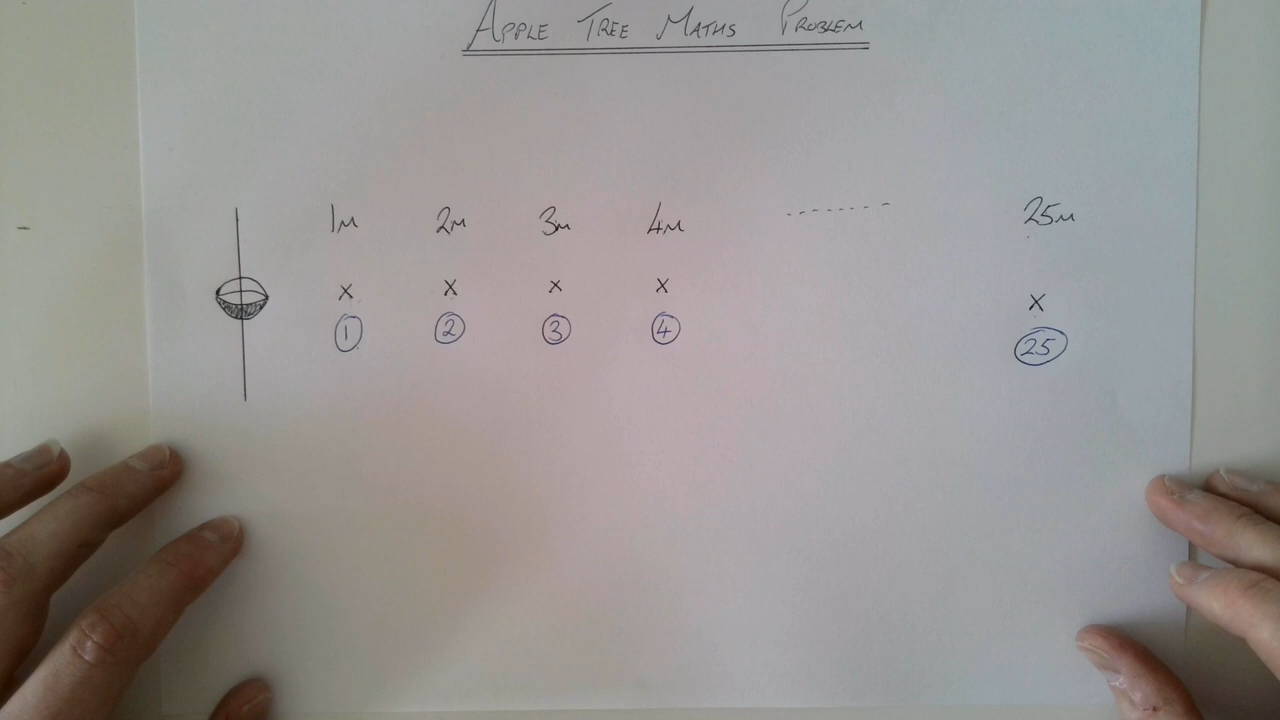 APPLE TREE MATHS PROBLEM
1M 2M 3M 4M ........ 25M
x x x x x
1 2 3 4 25